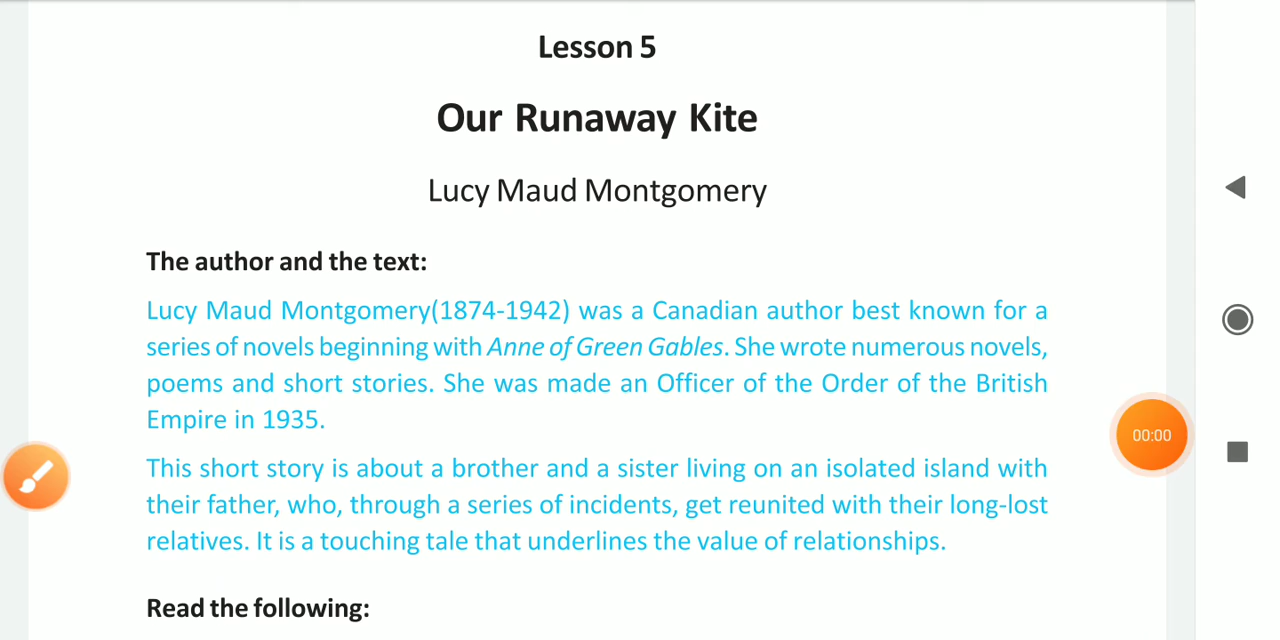 Lesson 5
Our Runaway Kite
Lucy Maud Montgomery
The author and the text:
Lucy Maud Montgomery(1874-1942) was a Canadian author best known for a
series of novels beginning with Anne of Green Gables. She wrote numerous novels,
poems and short stories. She was made an Officer of the Order of the British
Empire in 1935.
This short story is about a brother and a sister living on an isolated island with
their father, who, through a series of incidents, get reunited with their long-lost
relatives. It is a touching tale that underlines the value of relationships.
Read the following:
00:00